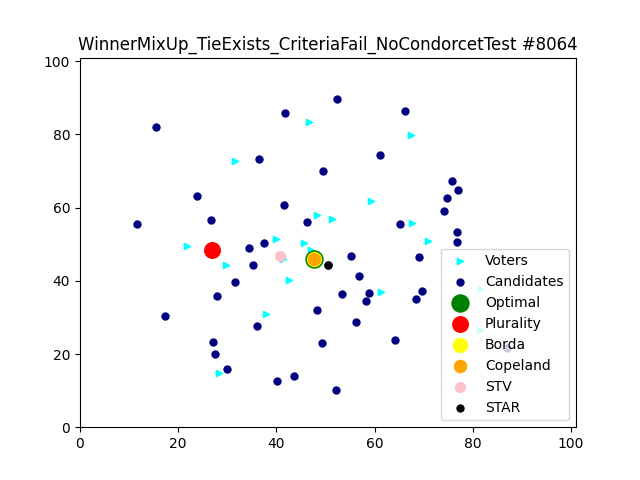 WinnerMixUp_TieExists_CriteriaFail_NoCondorcetTest #8064
100
80
60
40
20
0
0 20 40 60 80 100
Voters
Candidates
Optimal
Plurality
Borda
Copeland
STV
STAR